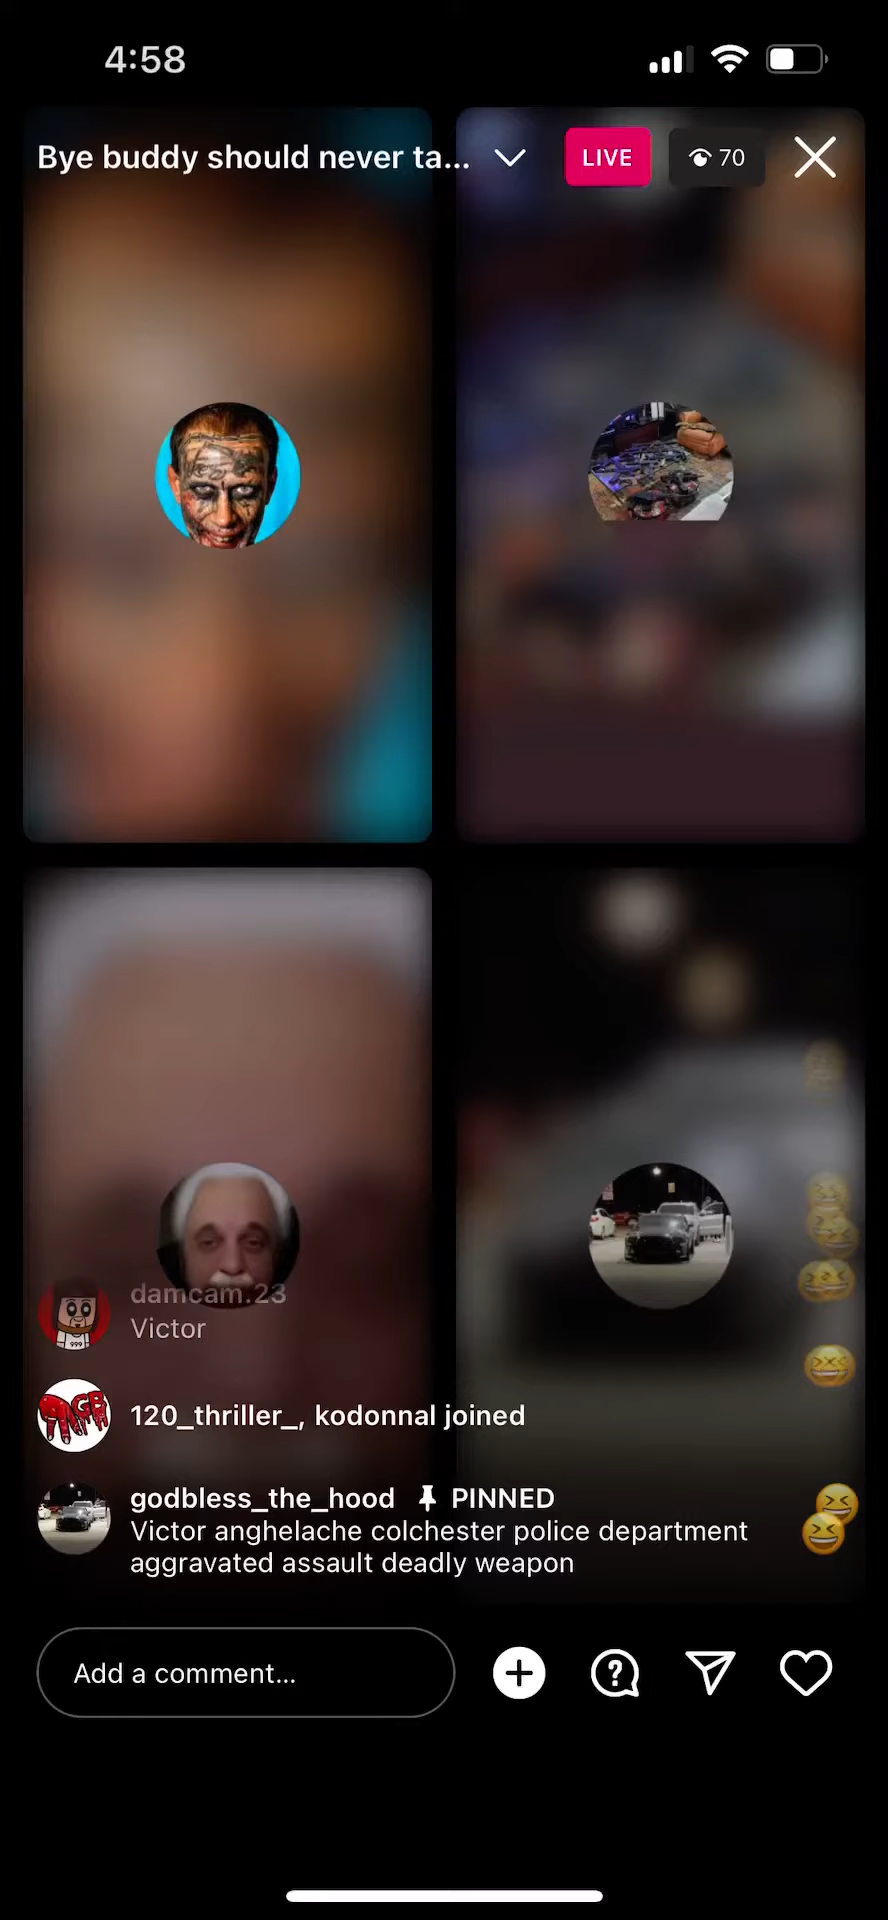 4:58
Bye buddy should never ta...
LIVE
70
damcam.23
Victor
999
120_thriller_, kodonnal joined
godbless_the_hood PINNED
Victor anghelache colchester police department
aggravated assault deadly weapon
Add a comment...